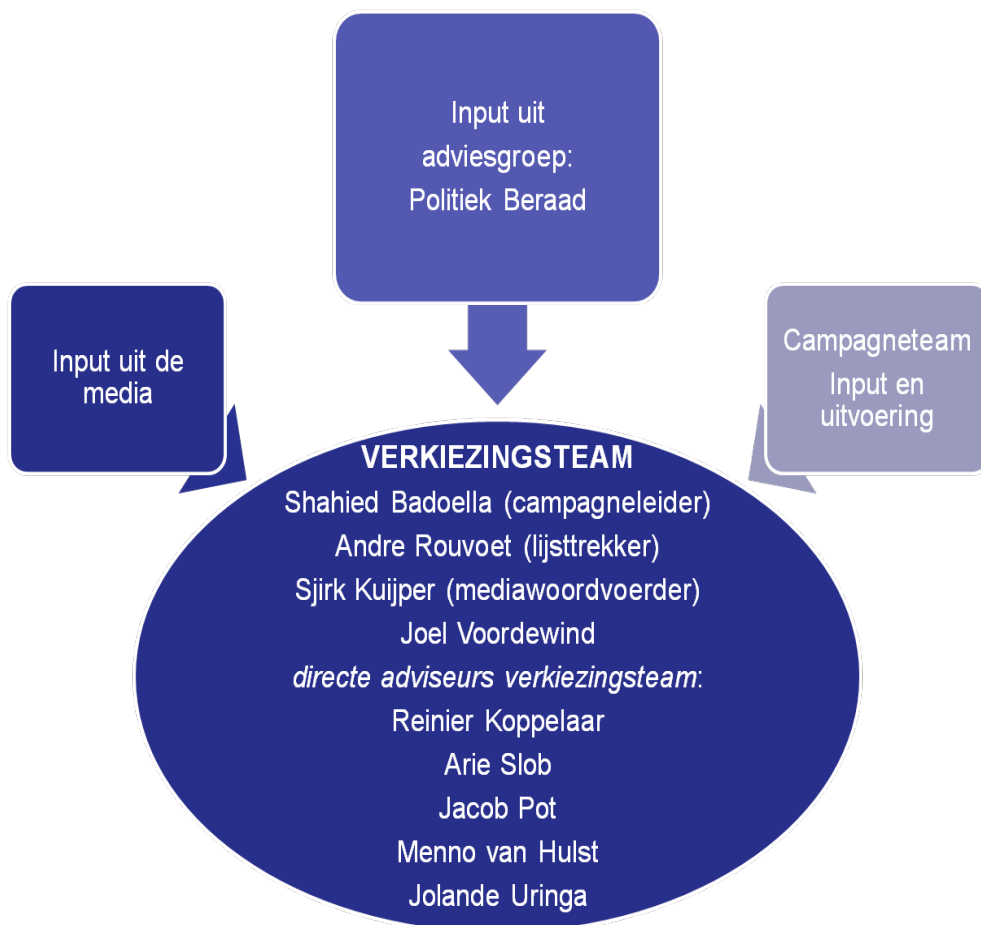 Input uit
adviesgroep:
Politiek Beraad
Input uit de
media
Campagneteam
Input en
uitvoering
VERKIEZINGSTEAM
Shahied Badoella (campagneleider)
Andre Rouvoet (lijsttrekker)
Sjirk Kuijper (mediawoordvoerder)
Joel Voordewind
directe adviseurs verkiezingsteam:
Reinier Koppelaar
Arie Slob
Jacob Pot
Menno van Hulst
Jolande Uringa